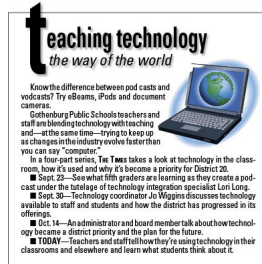 teaching technology
the way of the world
Know the difference between pod casts and
vodcasts? Try eBeams, iPods and document
cameras.
Gothenburg Public Schools teachers and
staff are blending technology with teaching
and—at the same time—trying to keep up
as changes in the industry evolve faster than
you can say "computer."
In a four-part series, THE TIMES takes a look at technology in the class-
room, how it's used and why it's become a priority for District 20.
■ Sept. 23—See what fifth graders are learning as they create a pod-
cast under the tutelage of technology integration specialist Lori Long.
■ Sept. 30—Technology coordinator Jo Wiggins discusses technology
available to staff and students and how the district has progressed in its
offerings.
■ Oct. 14—An administrator and board member talk about how technol-
ogy became a district priority and the plan for the future.
■ TODAY—Teachers and staff tell how they're using technology in their
classrooms and elsewhere and learn what students think about it.